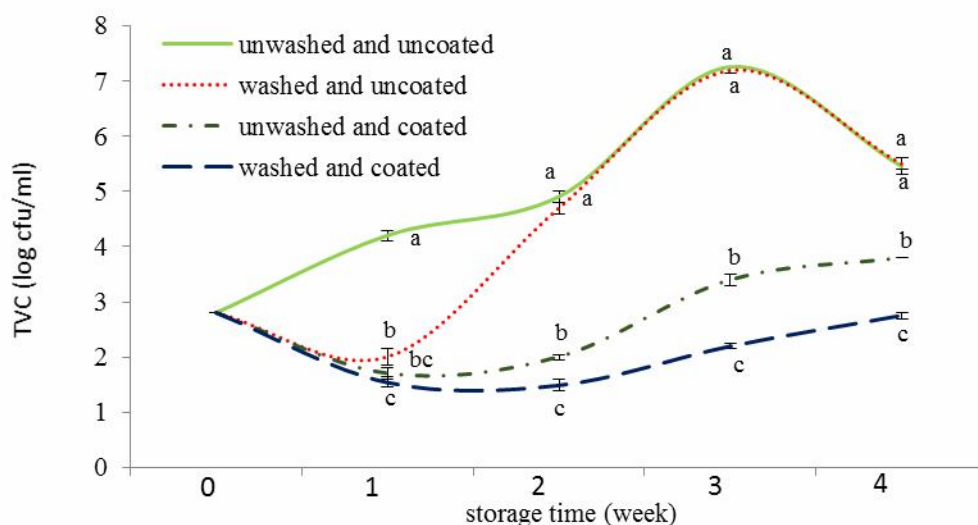 8
7
6
5
4
3
2
1
0
TVC (log cfu/ml)
unwashed and uncoated
washed and uncoated
unwashed and coated
washed and coated
a
a
a
a
a
a
a
b
bc
c
b
c
b
c
b
c
0 1 2 3 4
storage time (week)